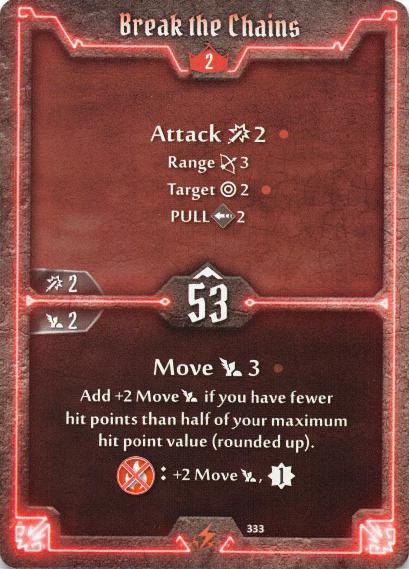 Break the Chains
2
Attack 2
Range 3
Target 2
PULL 2
2
53
2
Move 3
Add +2 Move if you have fewer
hit points than half of your maximum
hit point value (rounded up).
: +2 Move, 1
333